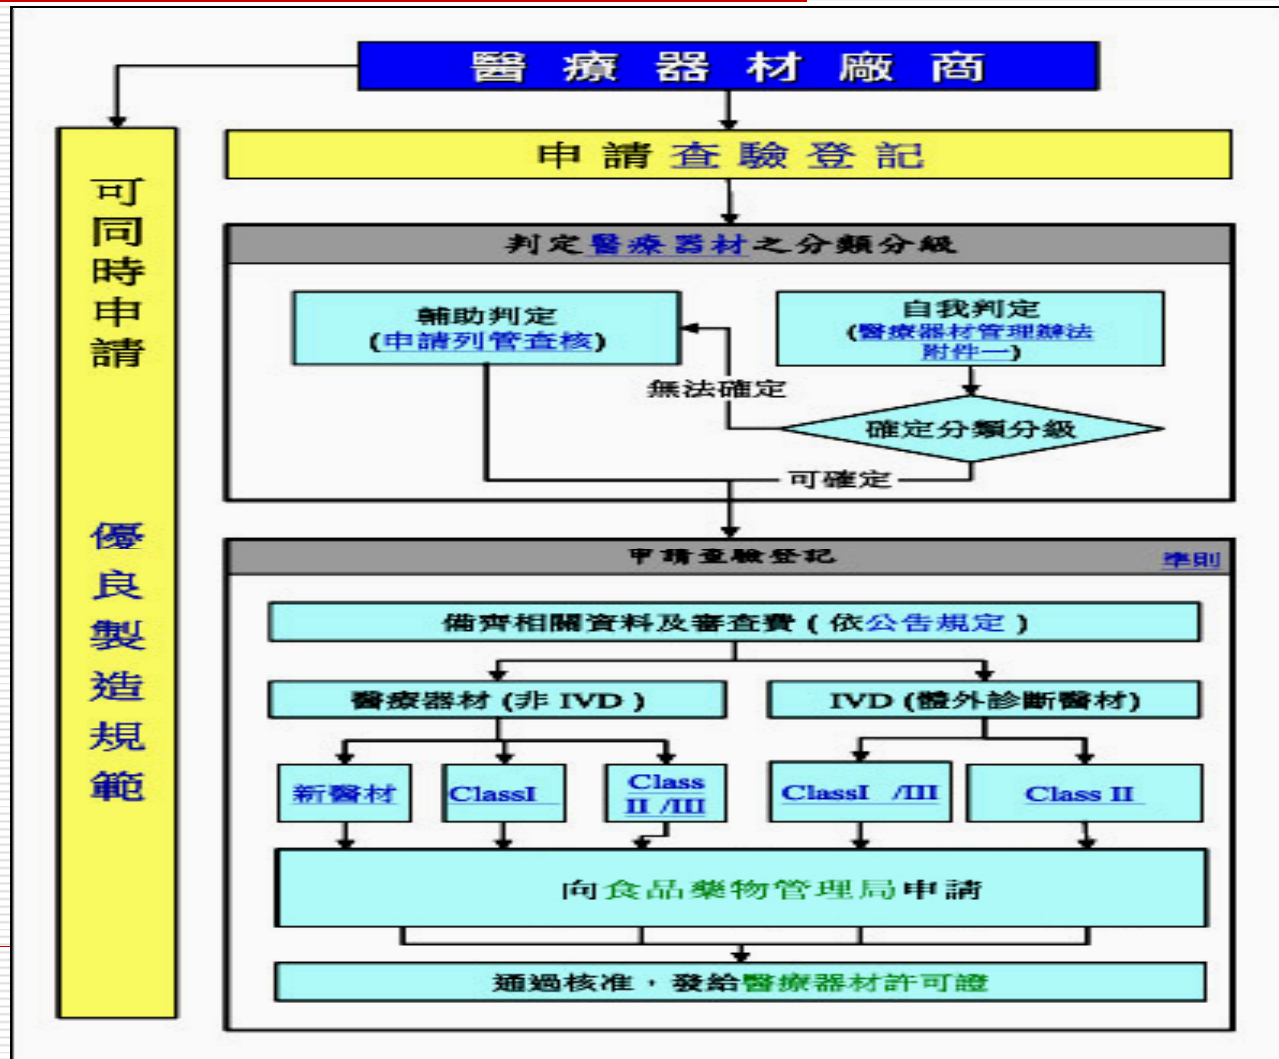 醫療器材廠商
可同時申請
優良製造規範
申請查驗登記
判定醫療器材之分類分級
輔助判定
(申請列管查核)
自我判定
(醫療器材管理辦法
附件一)
無法確定
確定分類分級
可確定
申請查驗登記
準則
備齊相關資料及審查費(依公告規定)
醫療器材(非 IVD )
IVD (體外診斷醫材)
新醫材
ClassI
Class
II /III
ClassI /III
Class II
向食品藥物管理局申請
通過核准，發給醫療器材許可證